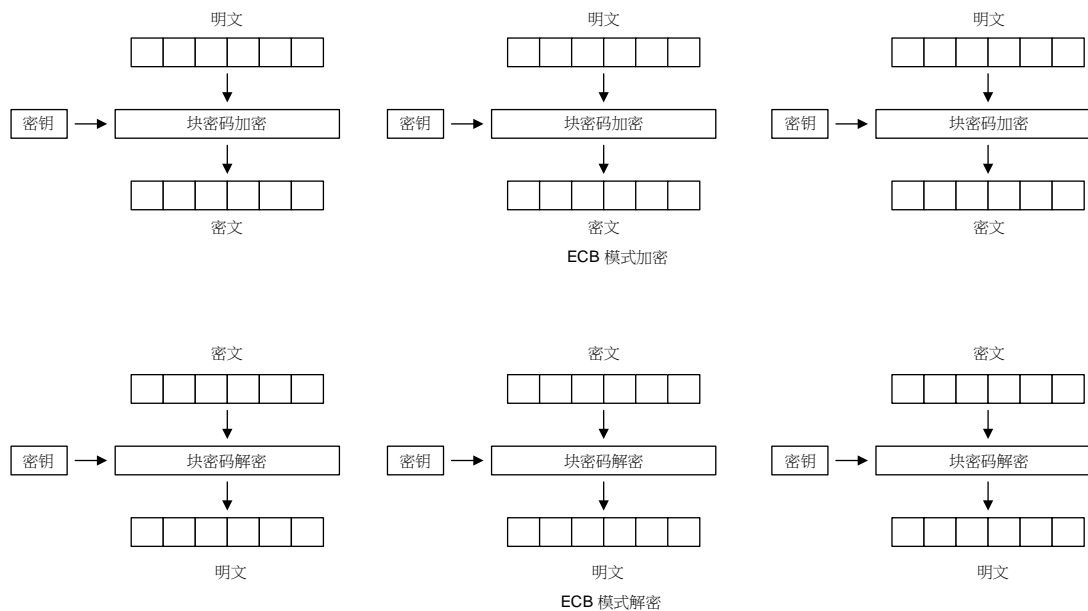 明文 明文 明文
密钥 块密码加密 密钥 块密码加密 密钥 块密码加密
密文 密文 密文
ECB 模式加密
密文 密文 密文
密钥 块密码解密 密钥 块密码解密 密钥 块密码解密
明文 明文 明文
ECB 模式解密